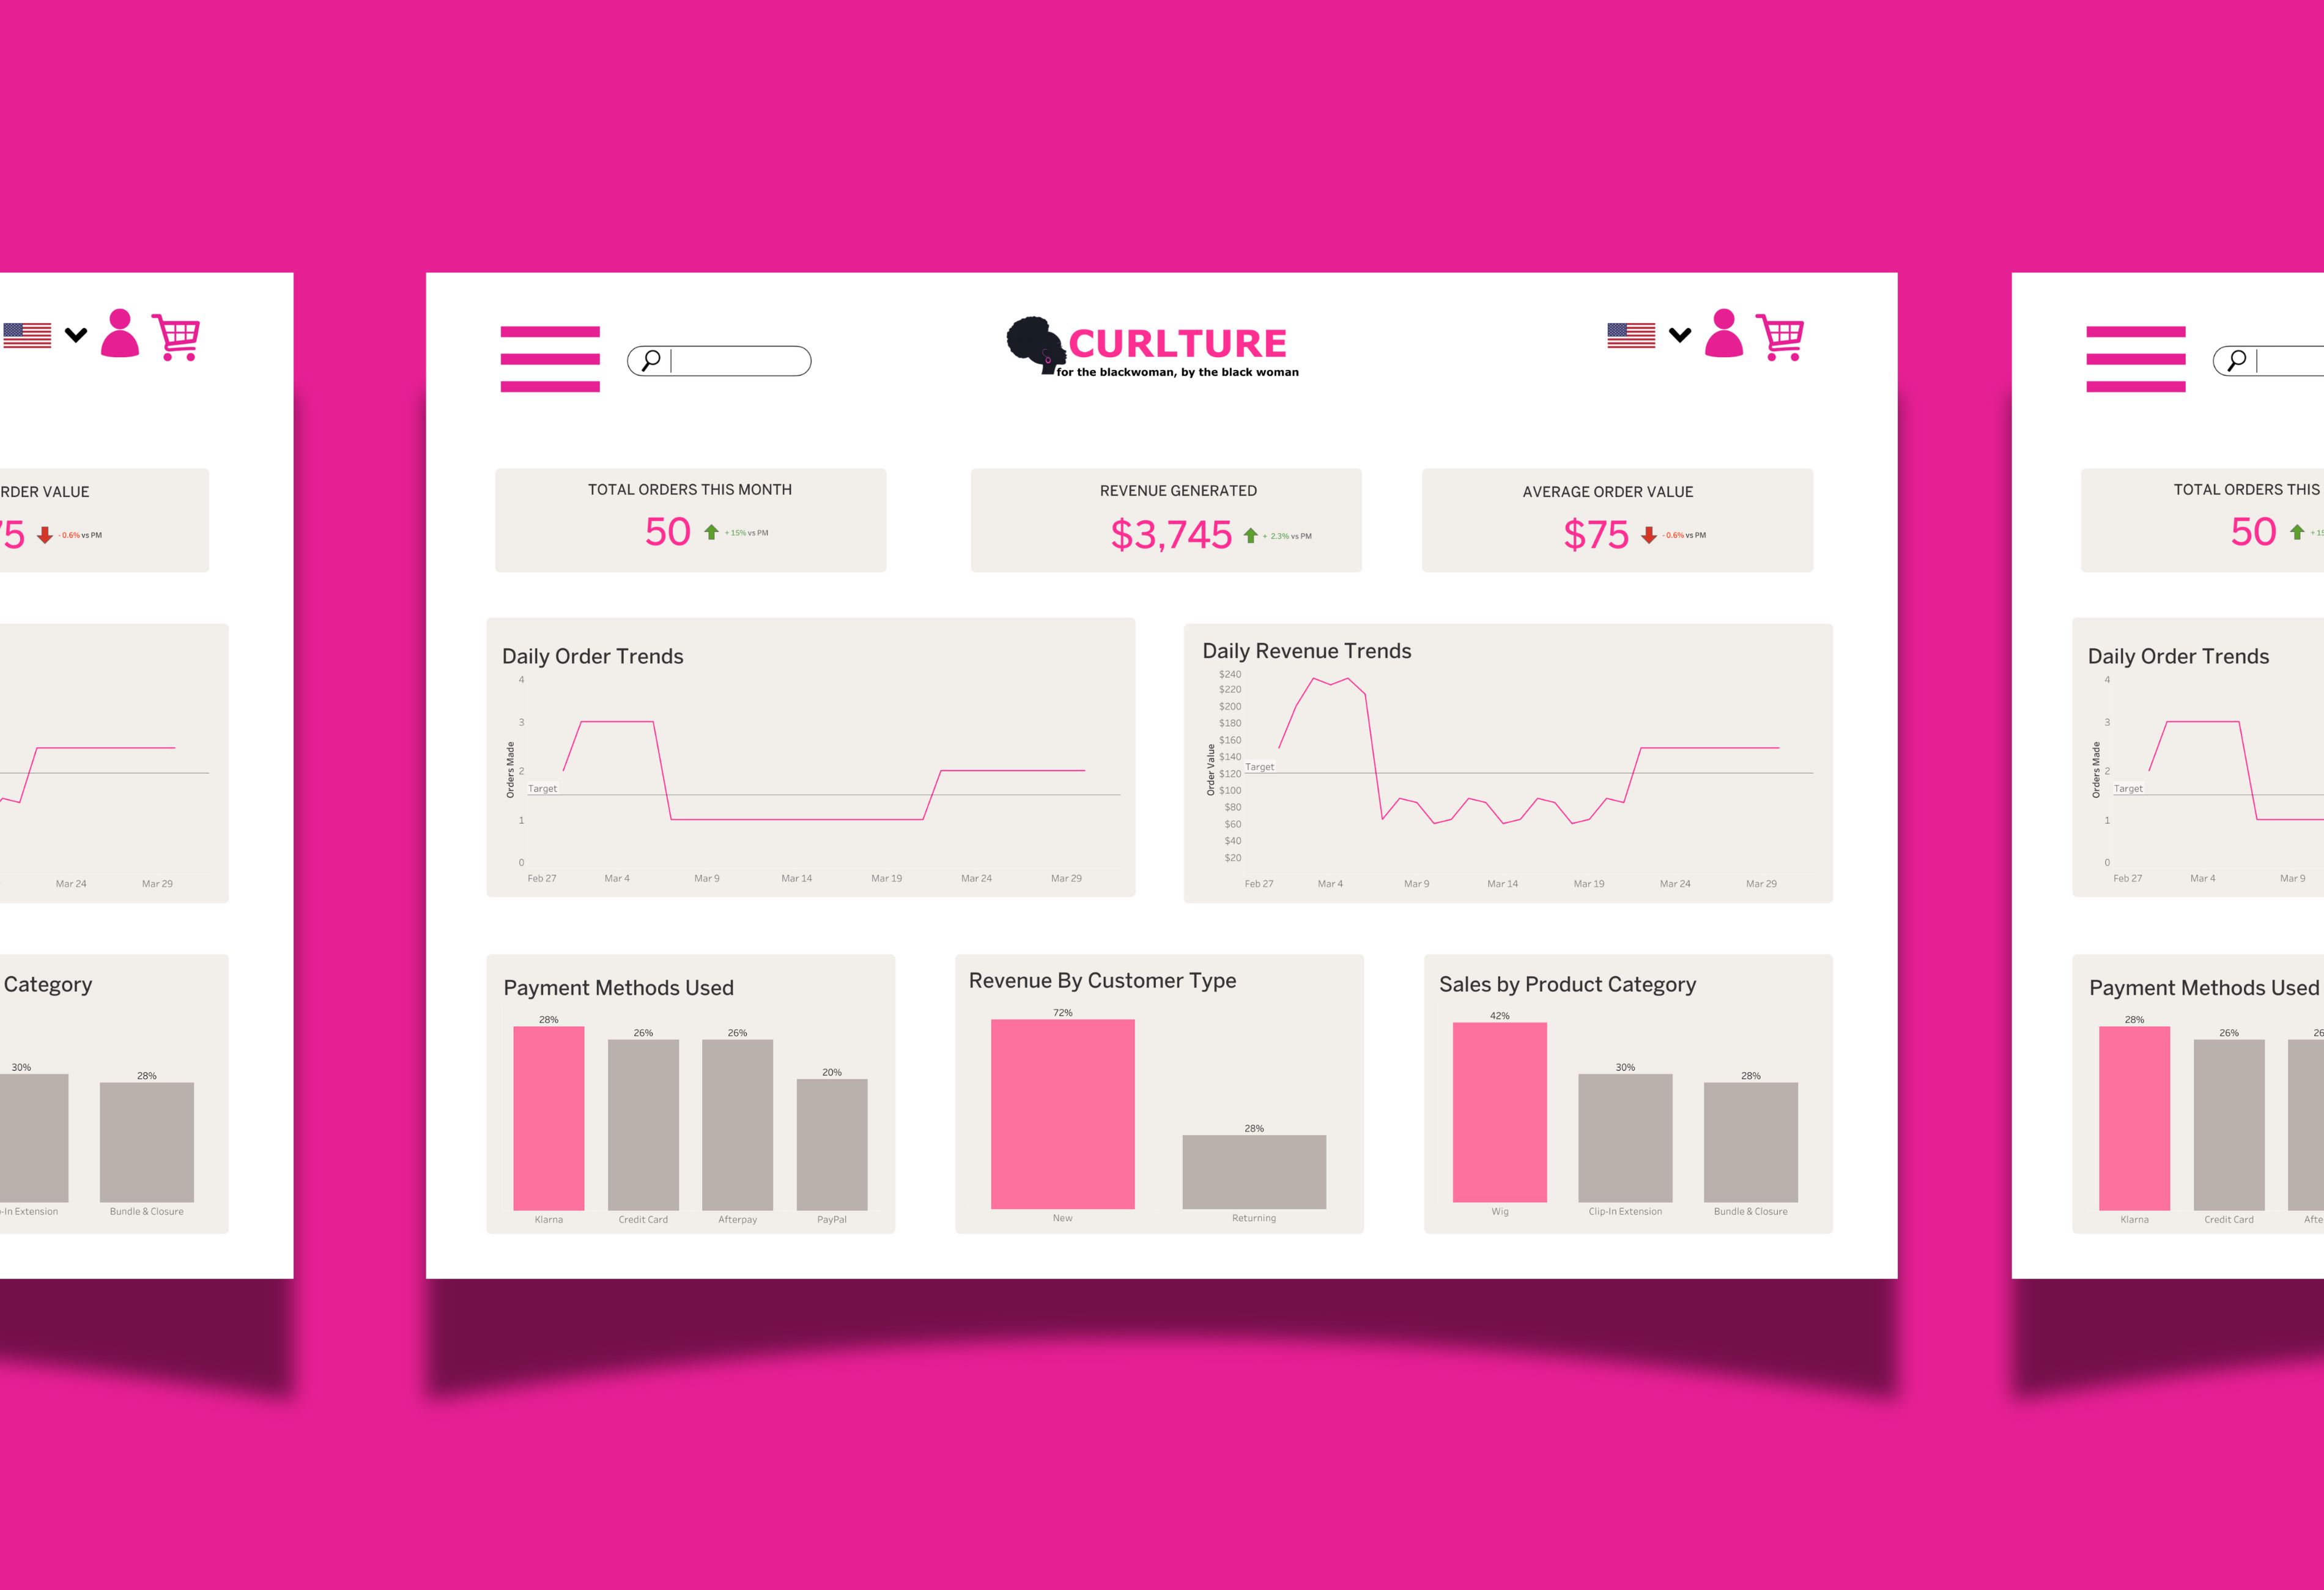 CURLTURE
for the blackwoman, by the black woman
RDER VALUE
75 - 0.6% vs PM
Mar 24 Mar 29
Category
30%
28%
-In Extension Bundle & Closure
TOTAL ORDERS THIS MONTH
50 + 15% vs PM
REVENUE GENERATED
$3,745 + 2.3% vs PM
AVERAGE ORDER VALUE
$75 - 0.6% vs PM
Daily Order Trends
Orders Made
4
3
2
Target
1
0
Feb 27 Mar 4 Mar 9 Mar 14 Mar 19 Mar 24 Mar 29
Daily Revenue Trends
Order Value
$240
$220
$200
$180
$160
$140
Target
$120
$100
$80
$60
$40
$20
Feb 27 Mar 4 Mar 9 Mar 14 Mar 19 Mar 24 Mar 29
Payment Methods Used
28% 26% 26% 20%
Klarna Credit Card Afterpay PayPal
Revenue By Customer Type
72%
28%
New Returning
Sales by Product Category
42%
30%
28%
Wig Clip-In Extension Bundle & Closure
TOTAL ORDERS THIS
50 + 15
Daily Order Trends
Orders Made
4
3
2
Target
1
0
Feb 27 Mar 4 Mar 9
Payment Methods Used
28% 26% 26
Klarna Credit Card Afte